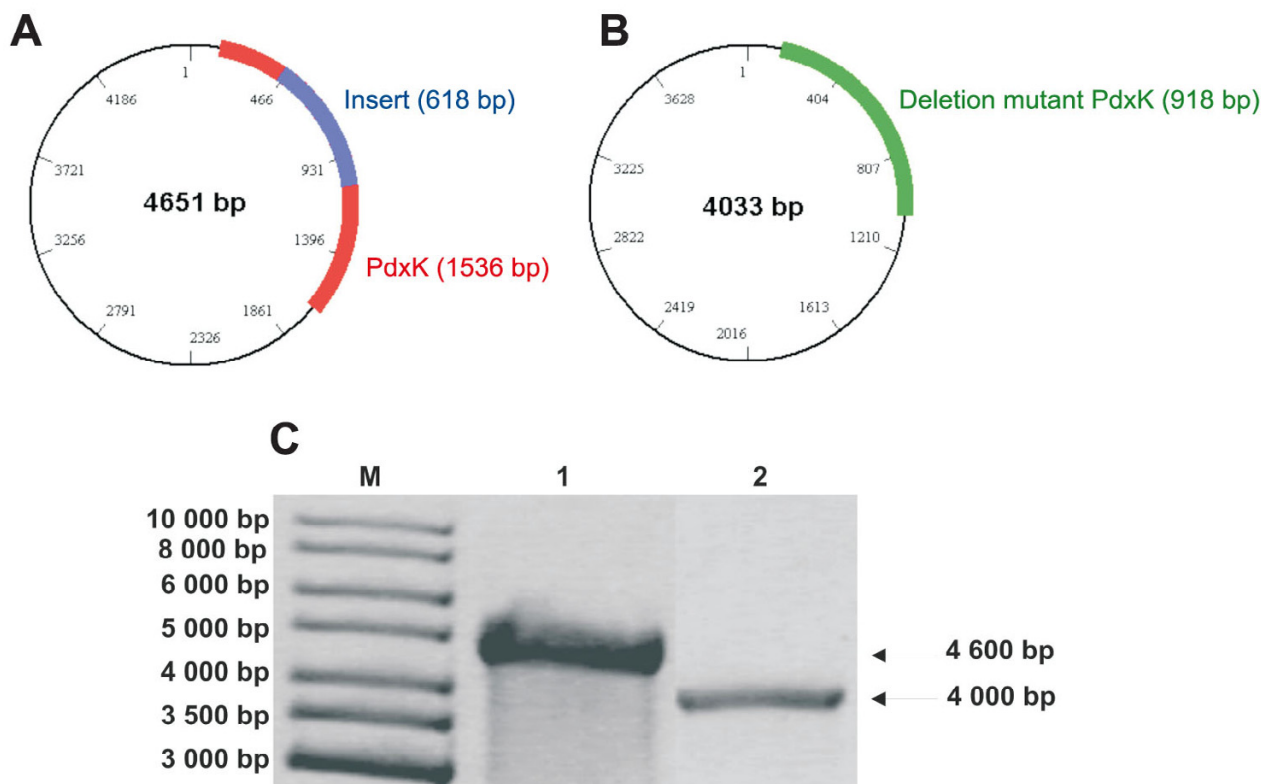 A
1
466
931
1396
1861
2326
2791
3256
3721
4186
4651 bp
Insert (618 bp)
PdxK (1536 bp)
B
1
404
807
1210
1613
2016
2419
2822
3225
3628
4033 bp
Deletion mutant PdxK (918 bp)
C
M 1 2
10 000 bp
8 000 bp
6 000 bp
5 000 bp
4 000 bp
3 500 bp
3 000 bp
4 600 bp
4 000 bp